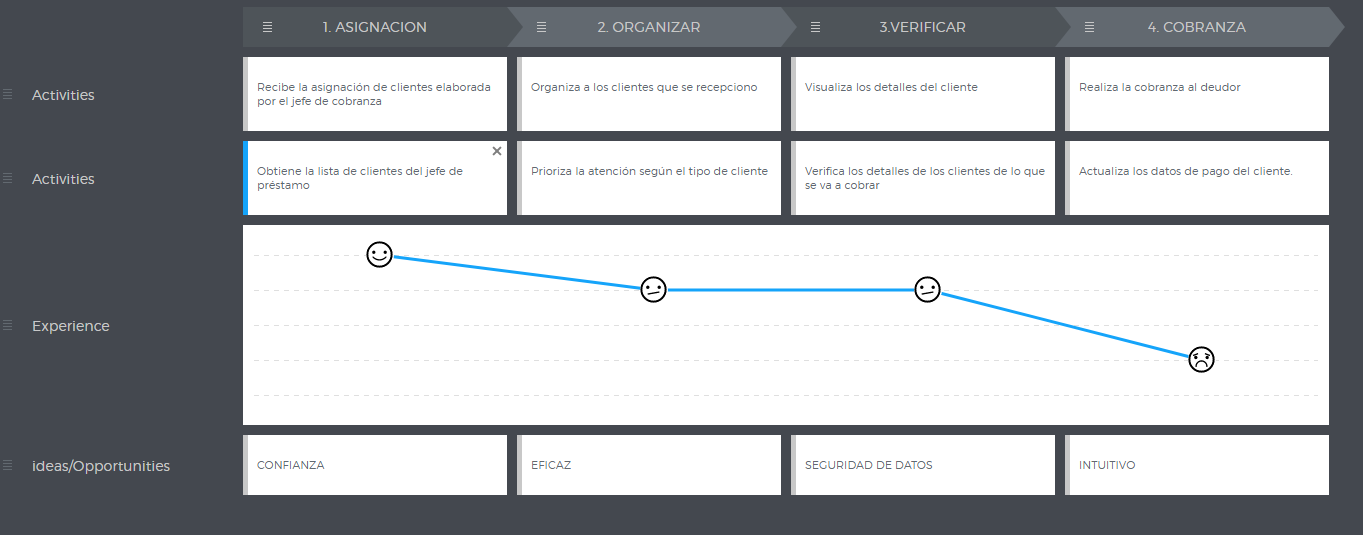 1. ASIGNACION
2. ORGANIZAR
3.VERIFICAR
4. COBRANZA
Activities
Recibe la asignación de clientes elaborada
por el jefe de cobranza
Organiza a los clientes que se recepciono
Visualiza los detalles del cliente
Realiza la cobranza al deudor
Activities
Obtiene la lista de clientes del jefe de
préstamo
Prioriza la atención según el tipo de cliente
Verifica los detalles de los clientes de lo que
se va a cobrar
Actualiza los datos de pago del cliente.
Experience
ideas/Opportunities
CONFIANZA
EFICAZ
SEGURIDAD DE DATOS
INTUITIVO